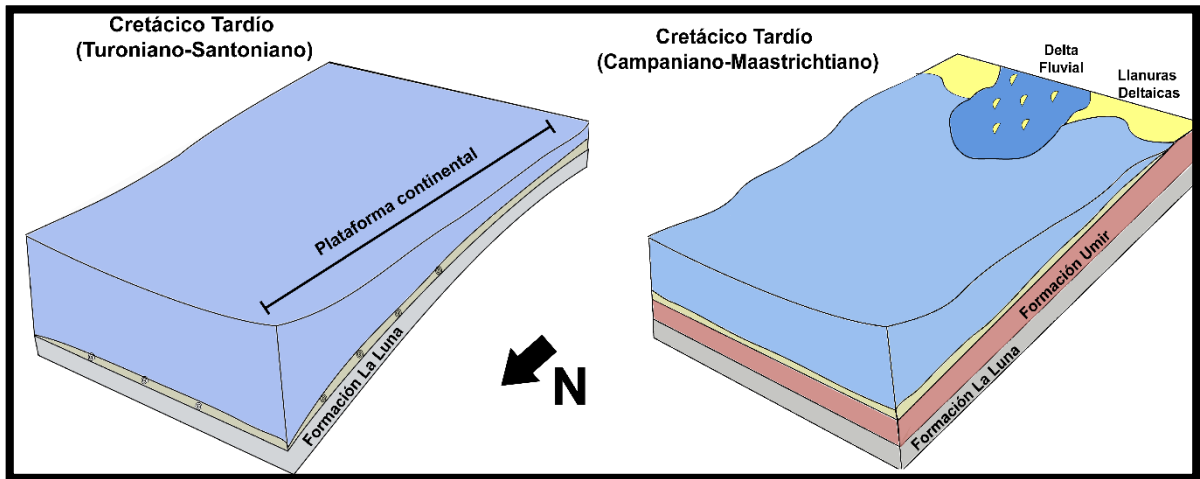 Cretácico Tardío
(Turoniano-Santoniano)
Plataforma continental
Formación La Luna
N
Cretácico Tardío
(Campaniano-Maastrichtiano)
Delta
Fluvial
Llanuras
Deltaicas
Formación Umir
Formación La Luna